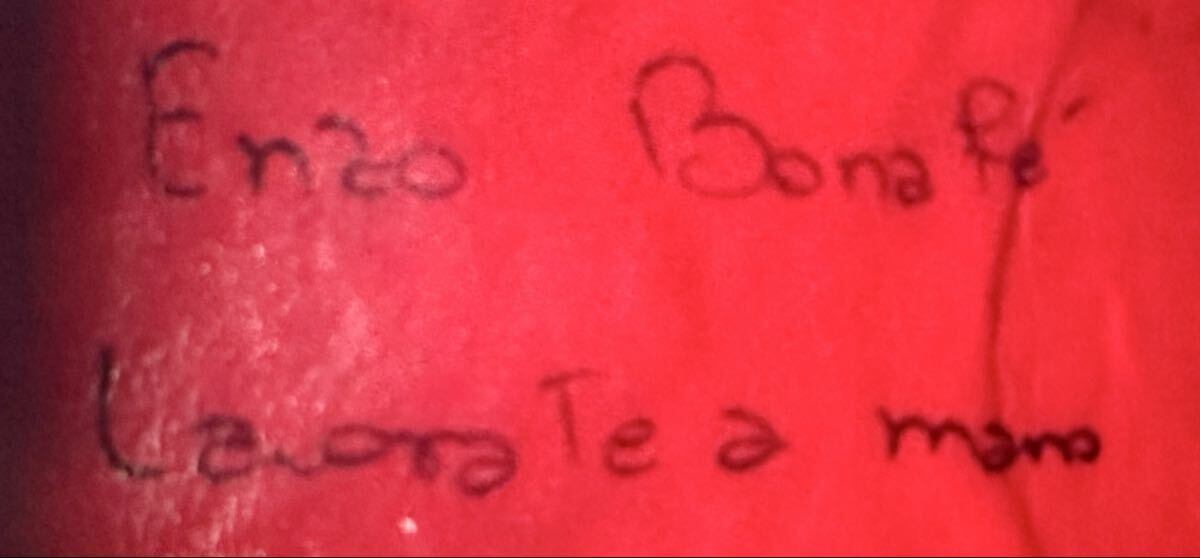 Enzo Bonafé
Lavorate a mano